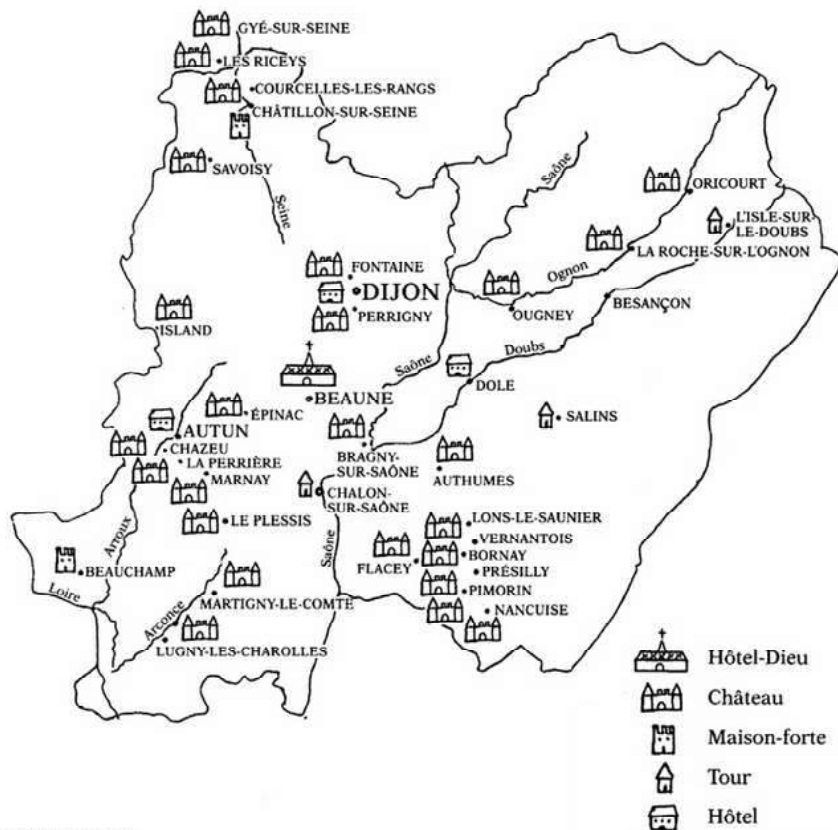 GYÉ-SUR-SEINE
LES RICEYS
COURCELLES-LES-RANGS
CHÂTILLON-SUR-SEINE
SAVOISY
Seine
Saône
ORICOURT
L'ISLE-SUR-
LE-DOUBS
LA ROCHE-SUR-L'OGNON
Ognon
FONTAINE
DIJON
PERRIGNY
OUGNEY
BESANÇON
ISLAND
Doubs
Saône
DOLE
BEAUNE
ÉPINAC
SALINS
AUTUN
CHAZEU
LA PERRIÈRE
MARNAY
BRAGNY-
SUR-SAÔNE
AUTHUMES
CHALON-
SUR-SAÔNE
LE PLESSIS
LONS-LE-SAUNIER
VERNANTOIS
BORNAY
FLACEY
PRÉSILLY
PIMORIN
NANCUISE
Arroux
Saône
BEAUCHAMP
Loire
MARTIGNY-LE-COMTE
Arconce
LUGNY-LES-CHAROLLES
Hôtel-Dieu
Château
Maison-forte
Tour
Hôtel